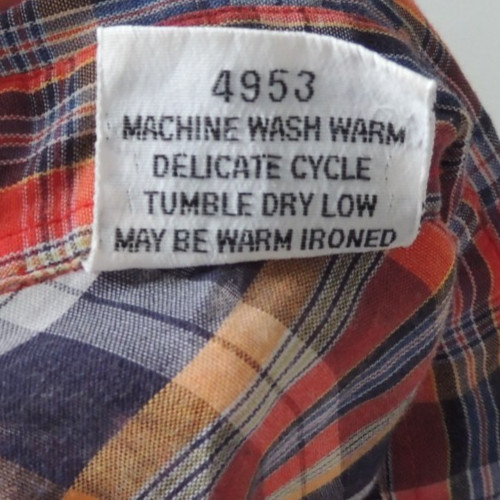 4953
MACHINE WASH WARM
DELICATE CYCLE
TUMBLE DRY LOW
MAY BE WARM IRONED